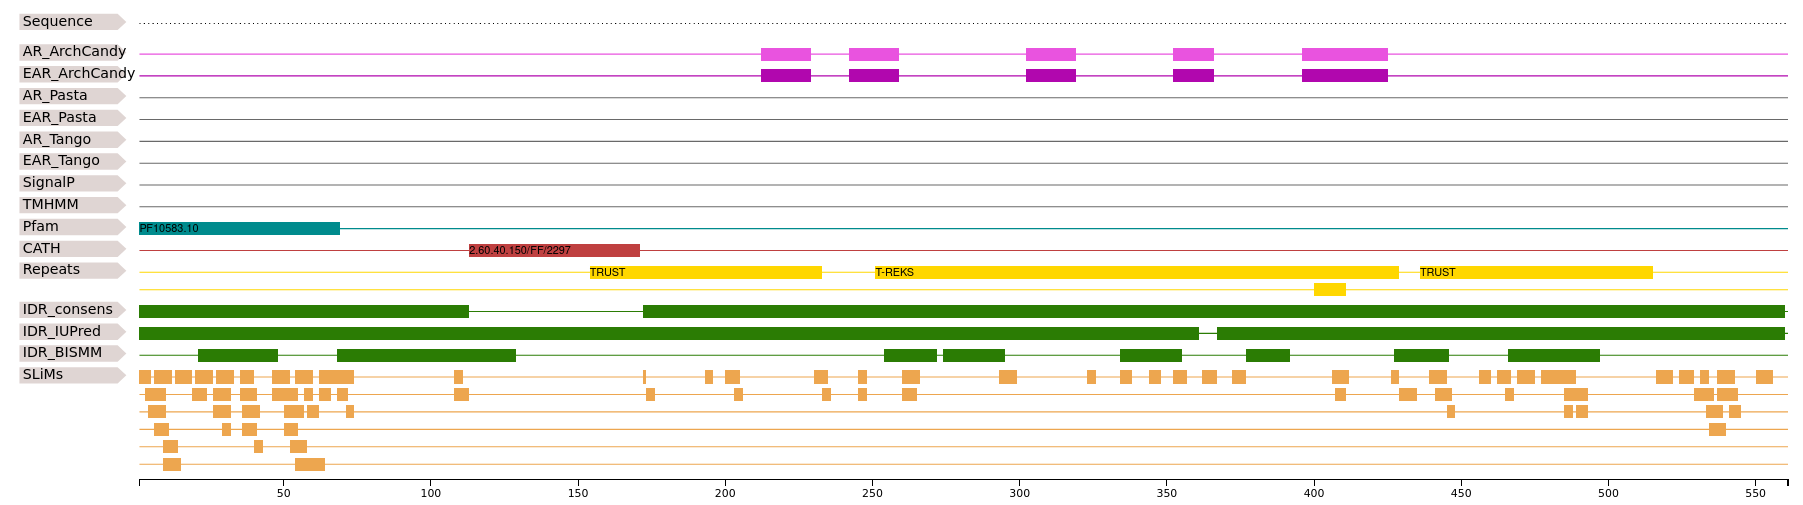 Sequence
AR_ArchCandy
EAR_ArchCandy
AR_Pasta
EAR_Pasta
AR_Tango
EAR_Tango
SignalP
TMHMM
Pfam PF10583.10
CATH 2.60.40.150/FF/2297
Repeats TRUST T-REKS TRUST
IDR_consens
IDR_IUPred
IDR_BISMM
SLiMs
50 100 150 200 250 300 350 400 450 500 550